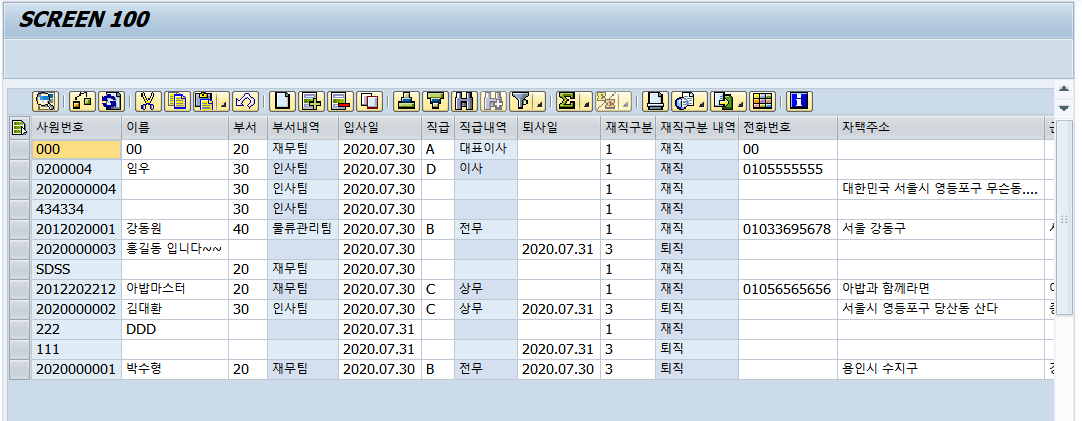 SCREEN 100
사원번호 이름 부서 부서내역 입사일 직급 직급내역 퇴사일 재직구분 재직구분 내역 전화번호 자택주소
000 00 20 재무팀 2020.07.30 A 대표이사 1 재직 00
0200004 임우 30 인사팀 2020.07.30 D 이사 1 재직 0105555555
2020000004 30 인사팀 2020.07.30 1 재직 대한민국 서울시 영등포구 무슨동....
434334 30 인사팀 2020.07.30 1 재직
2012020001 강동원 40 물류관리팀 2020.07.30 B 전무 1 재직 01033695678 서울 강동구
2020000003 홍길동 입니다~~ 2020.07.30 2020.07.31 3 퇴직
SDSS 20 재무팀 2020.07.30 1 재직
2012202212 아밥마스터 20 재무팀 2020.07.30 C 상무 1 재직 01056565656 아밥과 함께라면
2020000002 김대환 30 인사팀 2020.07.30 C 상무 2020.07.31 3 퇴직 서울시 영등포구 당산동 산다
222 DDD 2020.07.31 1 재직
111 2020.07.31 2020.07.31 3 퇴직
2020000001 박수형 20 재무팀 2020.07.30 B 전무 2020.07.30 3 퇴직 용인시 수지구